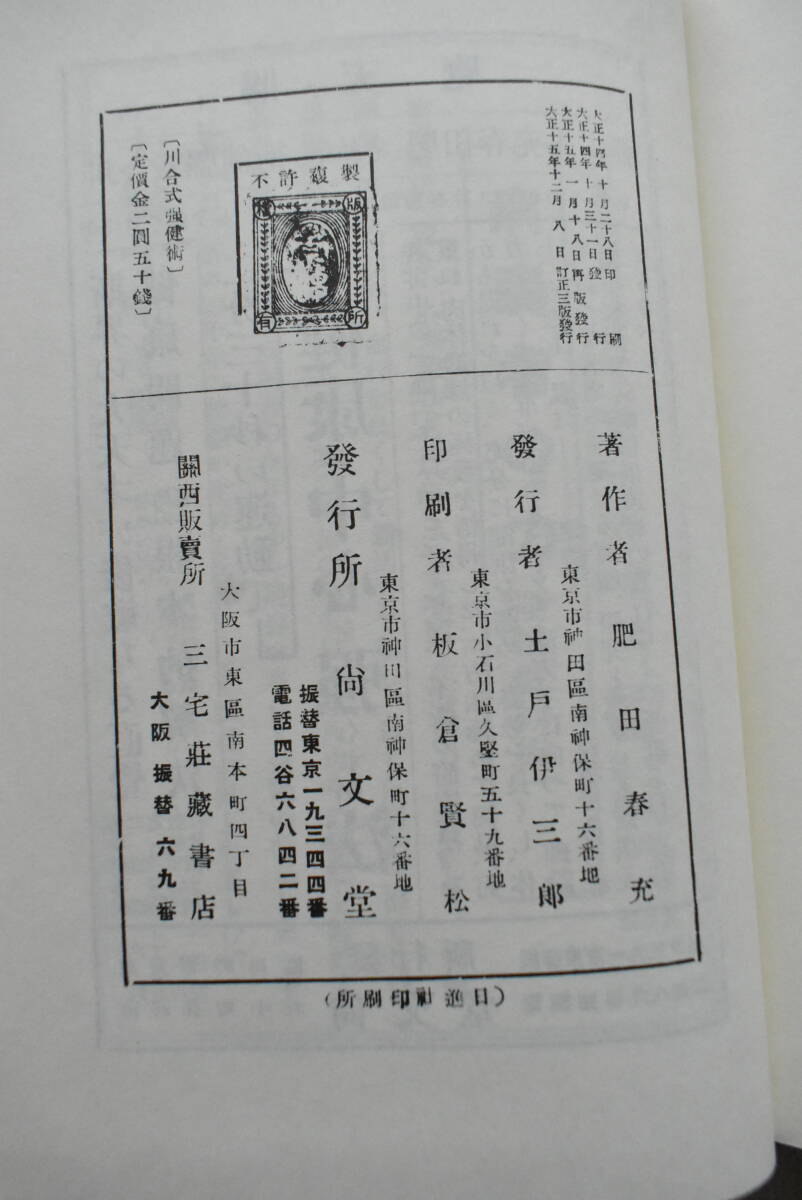 大正十四年十月二十八日印刷
大正十四年十月三十一日發行
大正十五年一月十八日再版發行
大正十五年十二月八日訂正三版發行
不許複製
版權所有
〔川合式强健術〕
〔定價金二圓五十錢〕
著作者 肥田春充
東京市神田區南神保町十六番地
發行者 土戸伊三郎
東京市小石川區久堅町五十九番地
印刷者 板倉賢松
東京市神田區南神保町十六番地
發行所 尙文堂
振替東京一九三四四番
電話四谷六八四二番
大阪市東區南本町四丁目
關西販賣所 三宅莊藏書店
大阪振替六九番
(日進社印刷所)